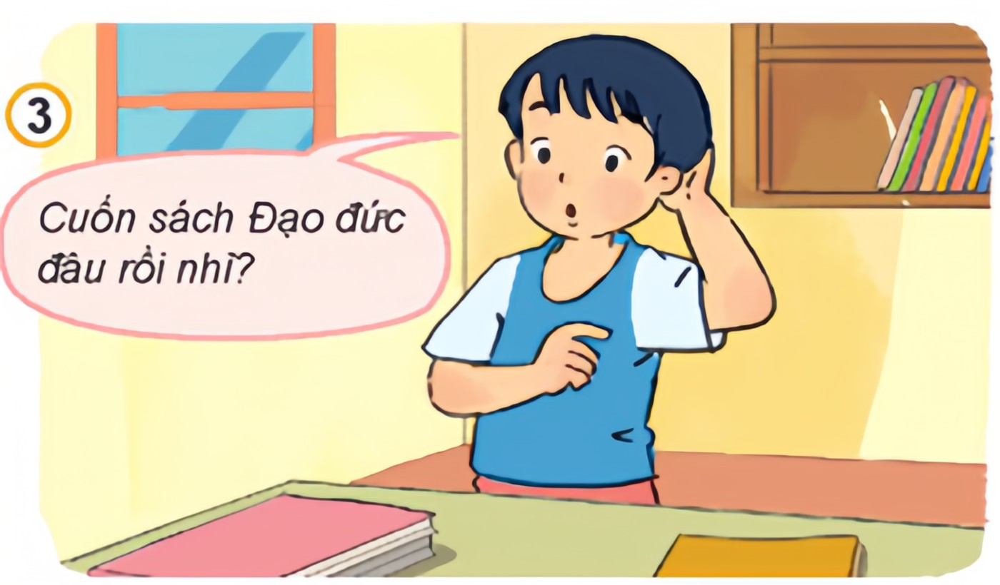 3
Cuốn sách Đạo đức
đâu rồi nhỉ?